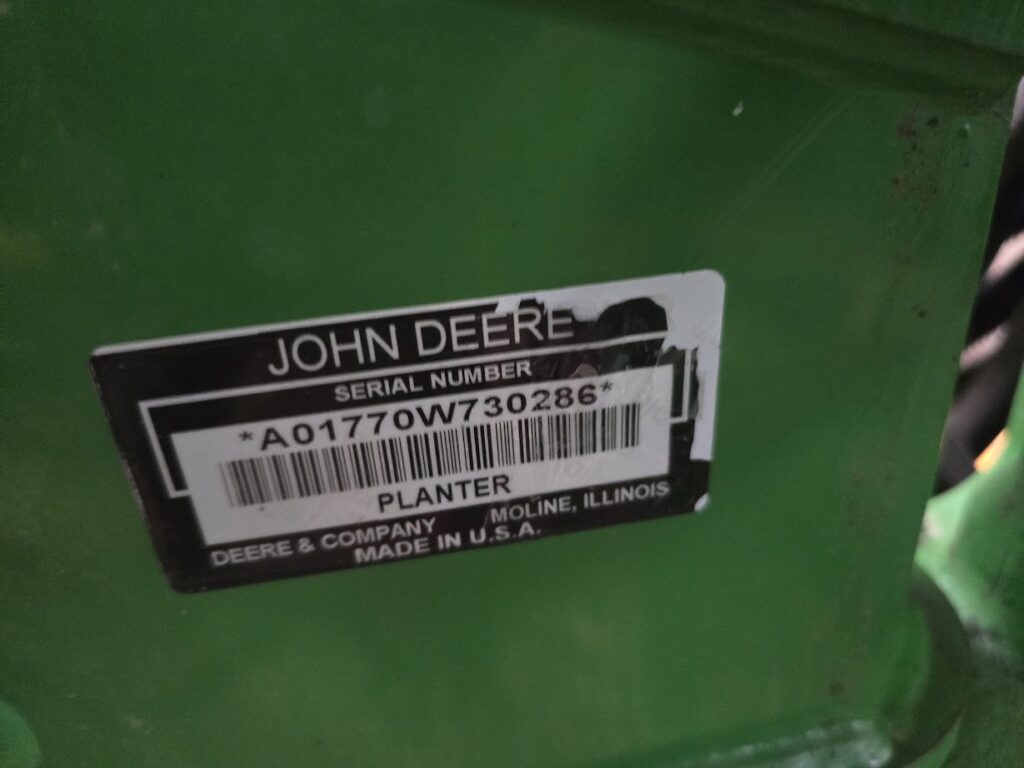 JOHN DEERE
SERIAL NUMBER
*A01770W730286*
PLANTER
DEERE & COMPANY MOLINE, ILLINOIS
MADE IN U.S.A.